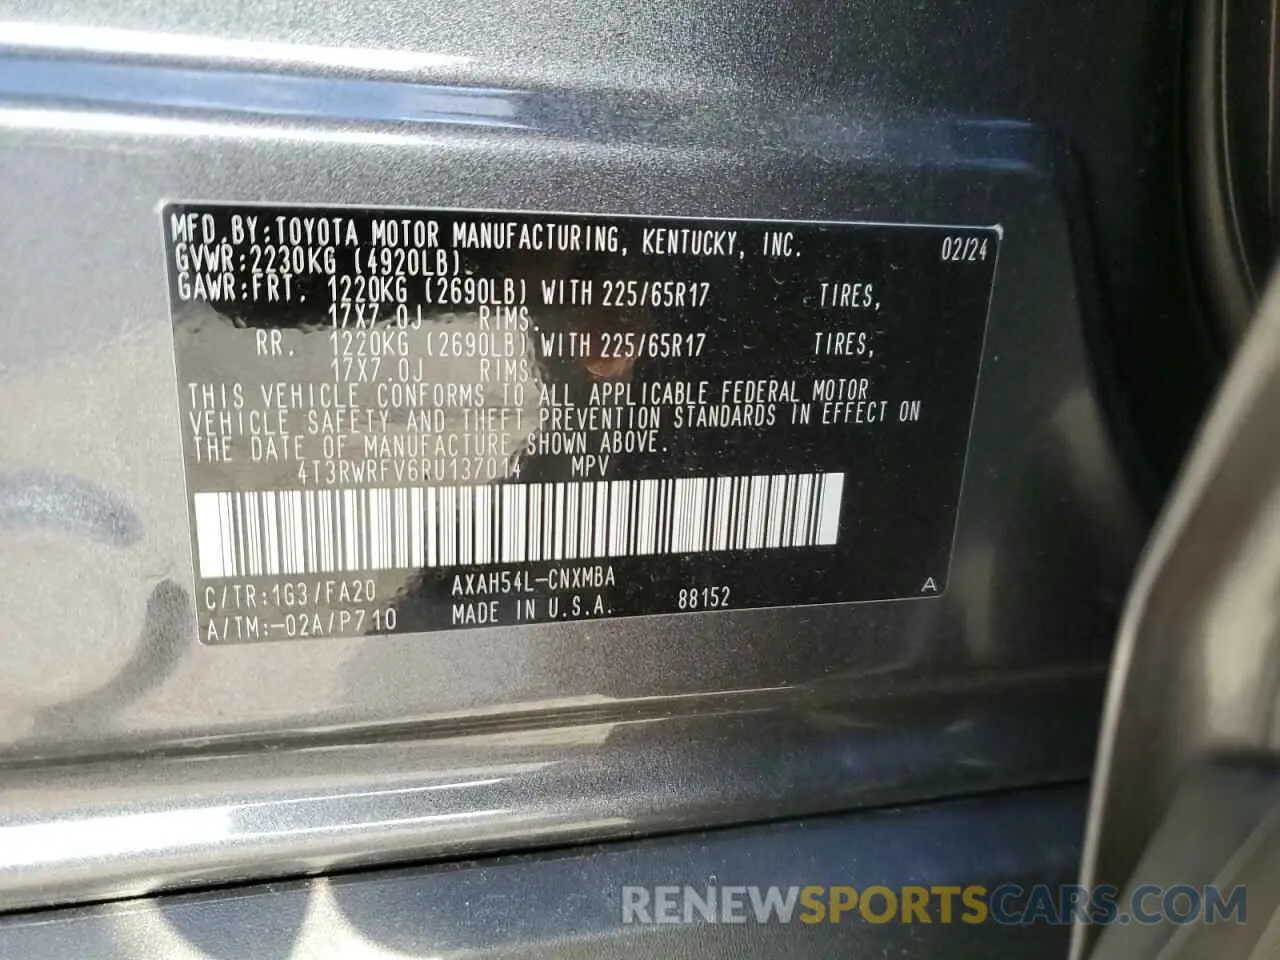 MFD.BY:TOYOTA MOTOR MANUFACTURING, KENTUCKY, INC. 02/24
GVWR:2230KG (4920LB)
GAWR:FRT. 1220KG (2690LB) WITH 225/65R17 TIRES,
17X7.0J RIMS.
RR. 1220KG (2690LB) WITH 225/65R17 TIRES,
17X7.0J RIMS.
THIS VEHICLE CONFORMS TO ALL APPLICABLE FEDERAL MOTOR
VEHICLE SAFETY AND THEFT PREVENTION STANDARDS IN EFFECT ON
THE DATE OF MANUFACTURE SHOWN ABOVE.
4T3RWRFV6RU137014 MPV
C/TR:1G3/FA20 AXAH54L-CNXMBA
A/TM:-02A/P710 MADE IN U.S.A. 88152 A
RENEWSPORTSCARS.COM